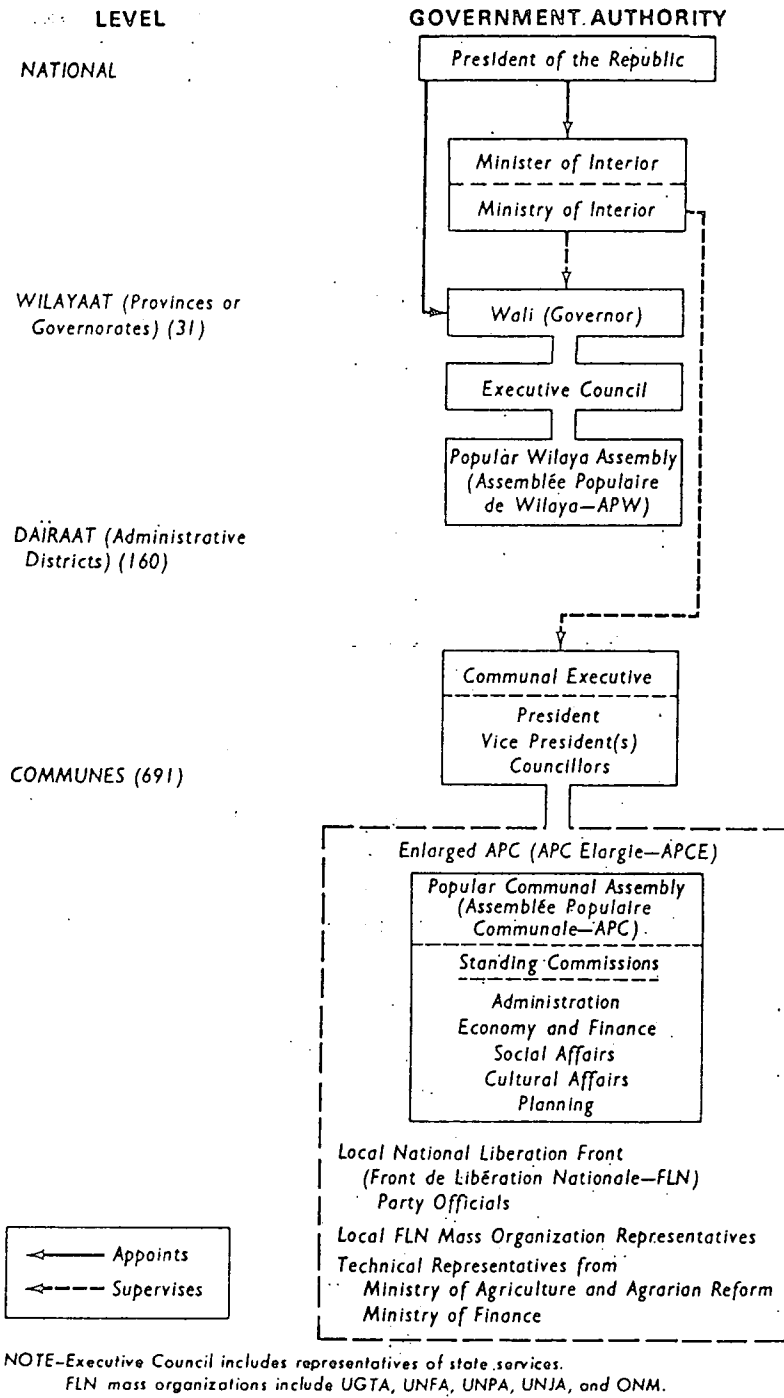 LEVEL
GOVERNMENT AUTHORITY
NATIONAL
President of the Republic
Minister of Interior
Ministry of Interior
WILAYAAT (Provinces or
Governorates) (31)
Wali (Governor)
Executive Council
Popular Wilaya Assembly
(Assemblée Populaire
de Wilaya—APW)
DAIRAAT (Administrative
Districts) (160)
Communal Executive
President
Vice President(s)
Councillors
COMMUNES (691)
Enlarged APC (APC Elargie—APCE)
Popular Communal Assembly
(Assemblée Populaire
Communale—APC)
Standing Commissions
Administration
Economy and Finance
Social Affairs
Cultural Affairs
Planning
Local National Liberation Front
(Front de Libération Nationale—FLN)
Party Officials
Local FLN Mass Organization Representatives
Technical Representatives from
Ministry of Agriculture and Agrarian Reform
Ministry of Finance
Appoints
Supervises
NOTE—Executive Council includes representatives of state services.
FLN mass organizations include UGTA, UNFA, UNPA, UNJA, and ONM.